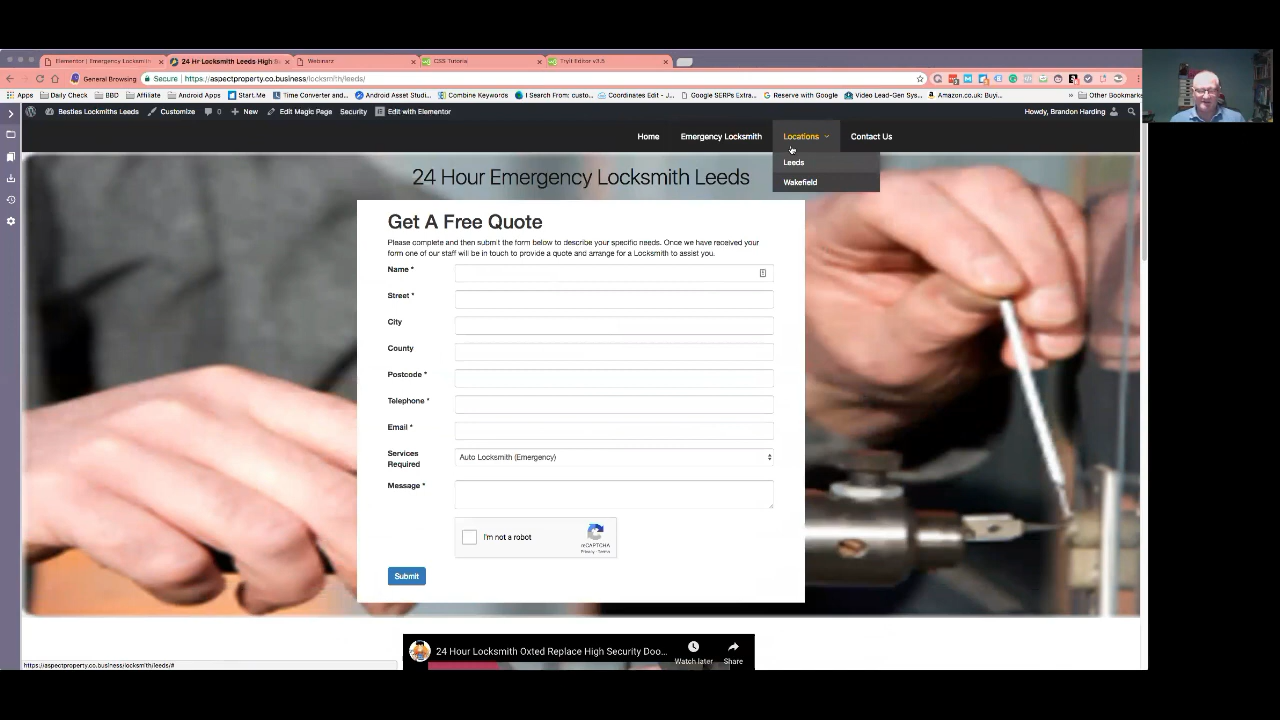 Elementor | Emergency Locksmith
24 Hr Locksmith Leeds High S
Webinarz
CSS Tutorial
Tryit Editor v3.5
General Browsing
Secure
https://aspectproperty.co.business/locksmith/leeds/
Apps
Daily Check
BBD
Affiliate
Android Apps
Start.Me
Time Converter and...
Android Asset Studi...
Combine Keywords
I Search From: custo...
Coordinates Edit - J...
Google SERPs Extra...
Reserve with Google
Video Lead-Gen Sys...
Amazon.co.uk: Buyi...
Other Bookmarks
Besties Locksmiths Leeds
Customize
0
New
Edit Magic Page
Security
Edit with Elementor
Howdy, Brandon Harding
Home
Emergency Locksmith
Locations
Contact Us
Leeds
Wakefield
24 Hour Emergency Locksmith Leeds
Get A Free Quote
Please complete and then submit the form below to describe your specific needs. Once we have received your
form one of our staff will be in touch to provide a quote and arrange for a Locksmith to assist you.
Name *
Street *
City
County
Postcode *
Telephone *
Email *
Services
Required
Auto Locksmith (Emergency)
Message *
I'm not a robot
reCAPTCHA
Privacy - Terms
Submit
24 Hour Locksmith Oxted Replace High Security Doo...
Watch later
Share
https://aspectproperty.co.business/locksmith/leeds/#